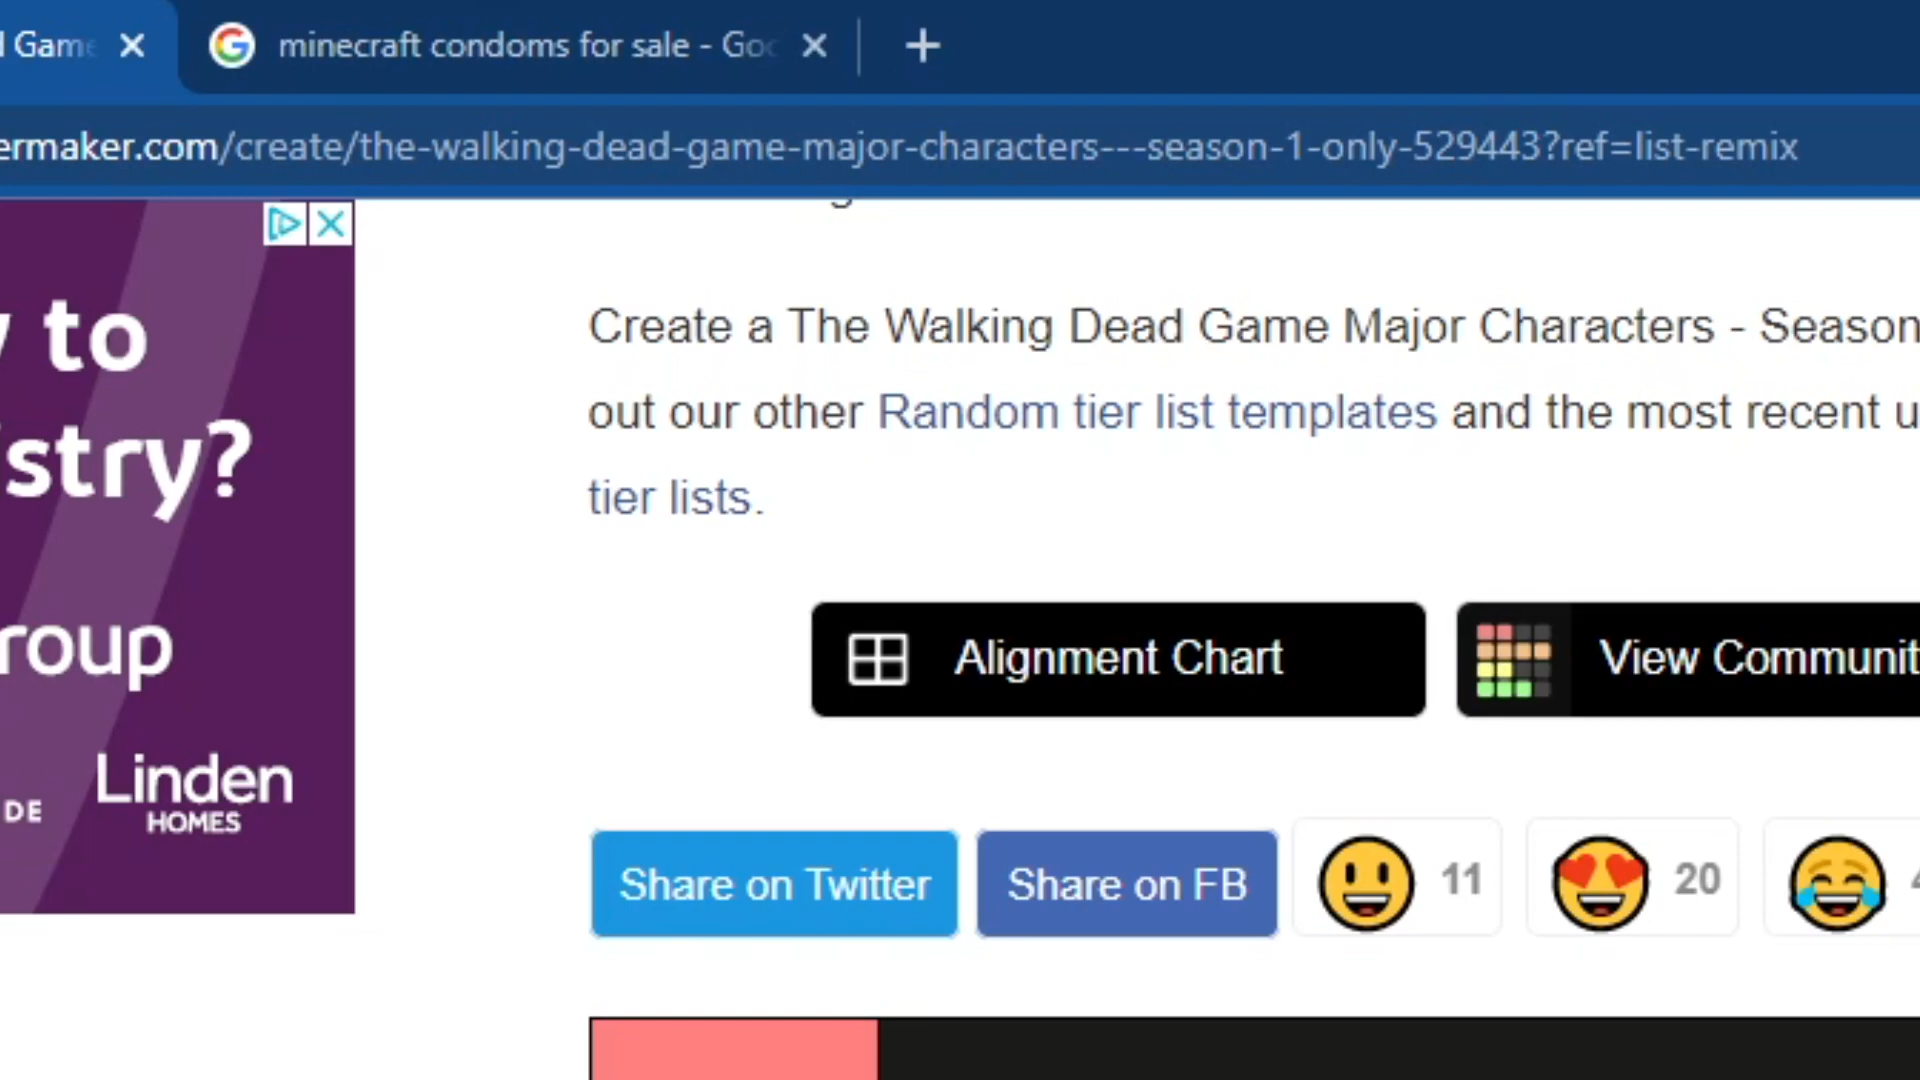 Game
minecraft condoms for sale - Goo
ermaker.com/create/the-walking-dead-game-major-characters---season-1-only-529443?ref=list-remix
to
stry?
roup
DE
Linden
HOMES
Create a The Walking Dead Game Major Characters - Season
out our other Random tier list templates and the most recent u
tier lists.
Alignment Chart
View Communit
Share on Twitter
Share on FB
11
20